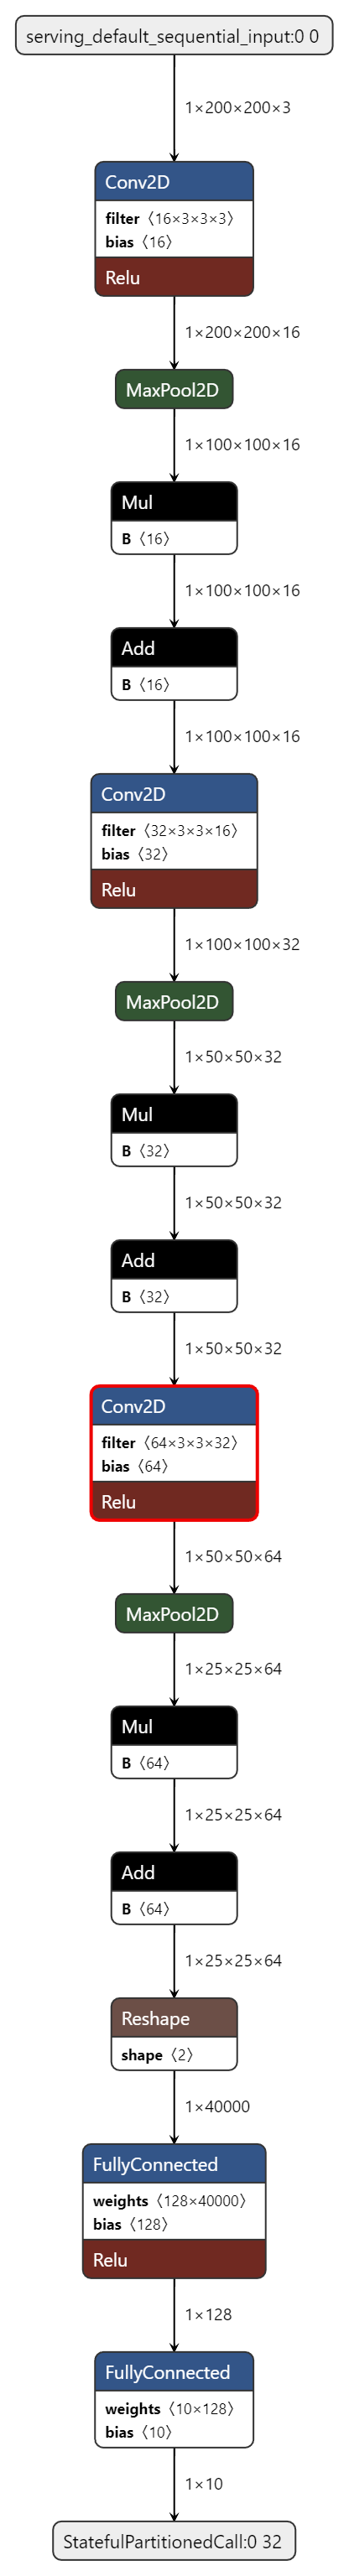 serving_default_sequential_input:0 0
1×200×200×3
Conv2D
filter 〈16×3×3×3〉
bias 〈16〉
Relu
1×200×200×16
MaxPool2D
1×100×100×16
Mul
B 〈16〉
1×100×100×16
Add
B 〈16〉
1×100×100×16
Conv2D
filter 〈32×3×3×16〉
bias 〈32〉
Relu
1×100×100×32
MaxPool2D
1×50×50×32
Mul
B 〈32〉
1×50×50×32
Add
B 〈32〉
1×50×50×32
Conv2D
filter 〈64×3×3×32〉
bias 〈64〉
Relu
1×50×50×64
MaxPool2D
1×25×25×64
Mul
B 〈64〉
1×25×25×64
Add
B 〈64〉
1×25×25×64
Reshape
shape 〈2〉
1×40000
FullyConnected
weights 〈128×40000〉
bias 〈128〉
Relu
1×128
FullyConnected
weights 〈10×128〉
bias 〈10〉
1×10
StatefulPartitionedCall:0 32